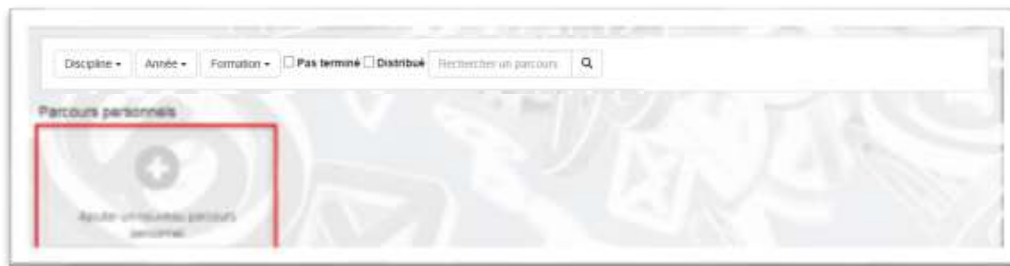 Discipline Année Formation Pas terminé Distribué Rechercher un parcours
Parcours personnels
Ajouter un nouveau parcours
personnel